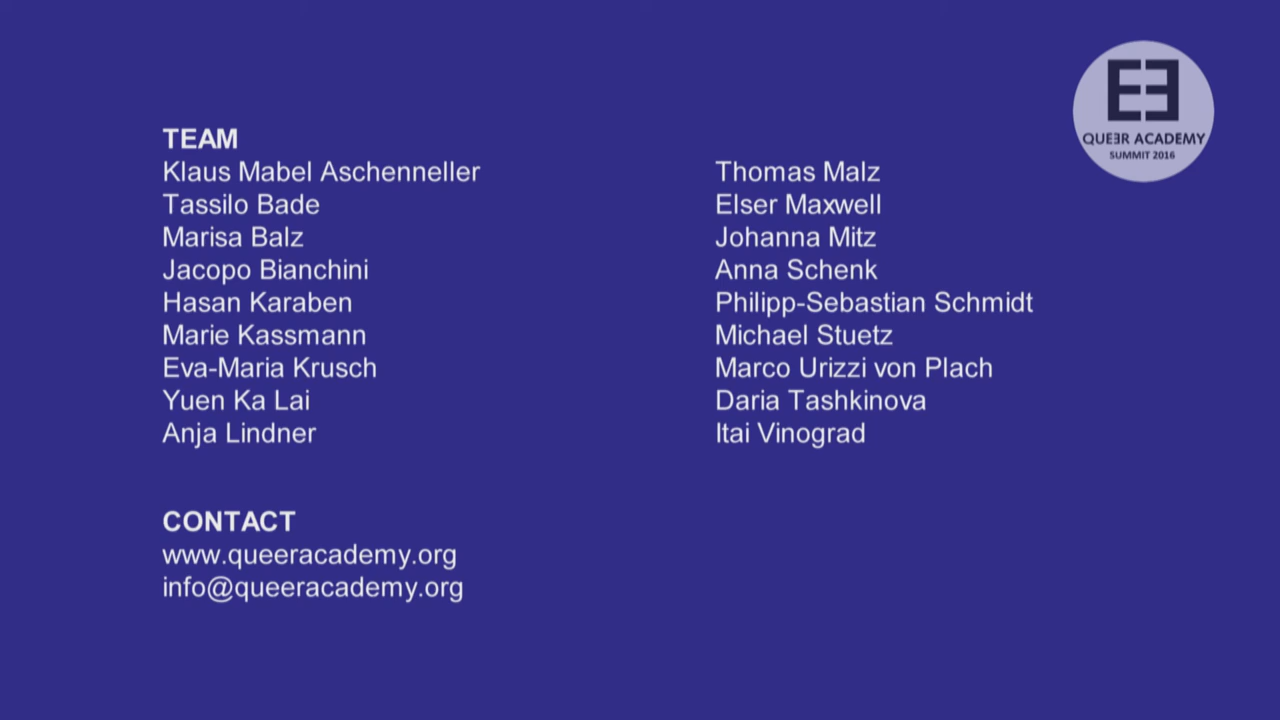 TEAM
Klaus Mabel Aschenneller
Tassilo Bade
Marisa Balz
Jacopo Bianchini
Hasan Karaben
Marie Kassmann
Eva-Maria Krusch
Yuen Ka Lai
Anja Lindner
Thomas Malz
Elser Maxwell
Johanna Mitz
Anna Schenk
Philipp-Sebastian Schmidt
Michael Stuetz
Marco Urizzi von Plach
Daria Tashkinova
Itai Vinograd
CONTACT
www.queeracademy.org
info@queeracademy.org
EƎ
QUEƎR ACADEMY
SUMMIT 2016